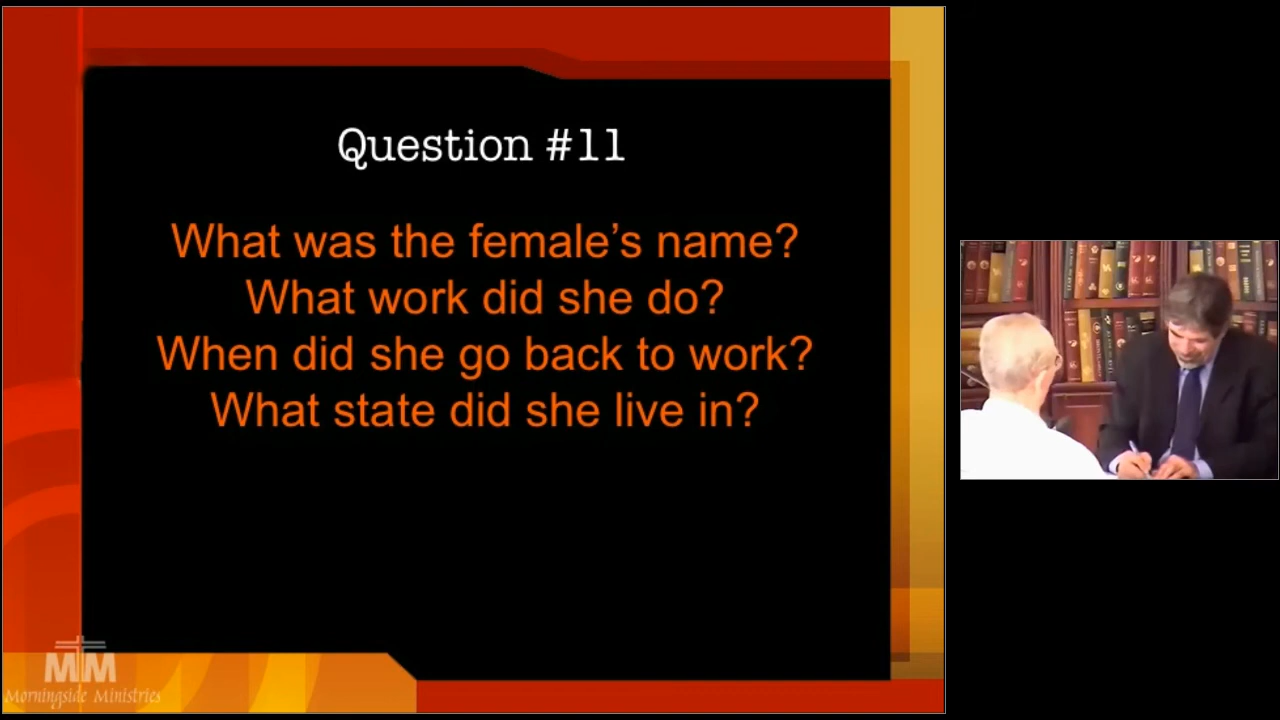 Question #11
What was the female’s name?
What work did she do?
When did she go back to work?
What state did she live in?
MM
Morningside Ministries